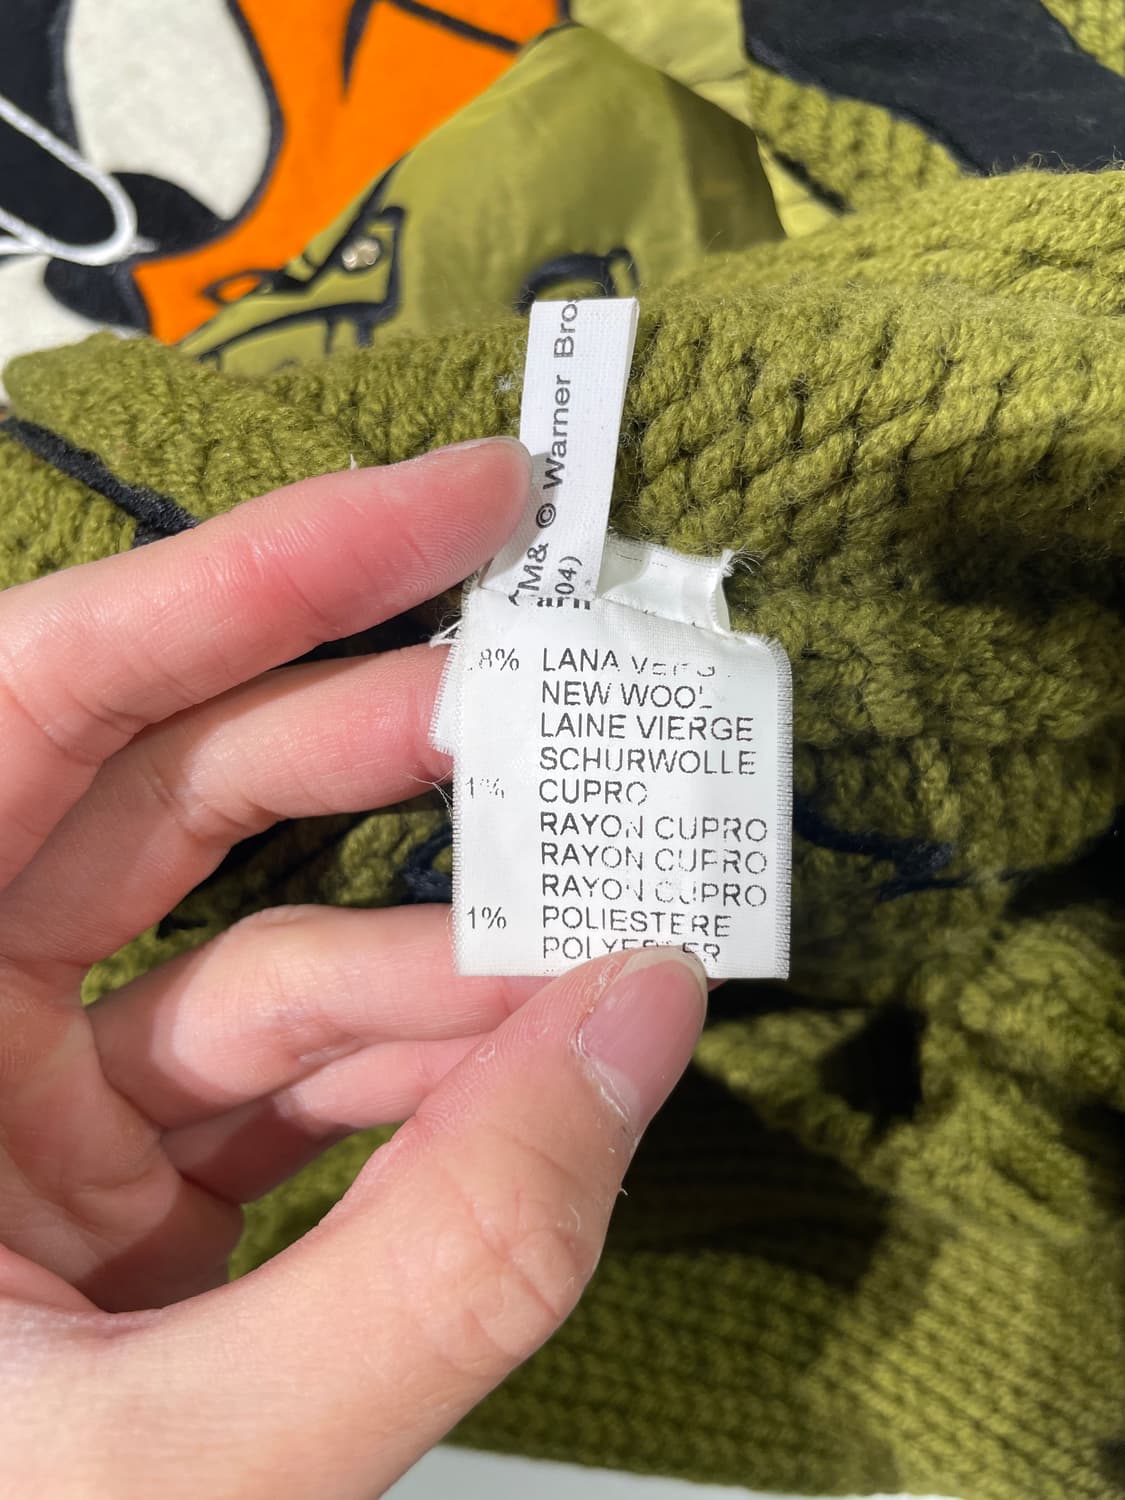 TM& © Warner Bros
04)
8% LANA
NEW WOOL
LAINE VIERGE
SCHURWOLLE
1% CUPRO
RAYON CUPRO
RAYON CUPRO
RAYON CUPRO
1% POLIESTERE
POLYESTER